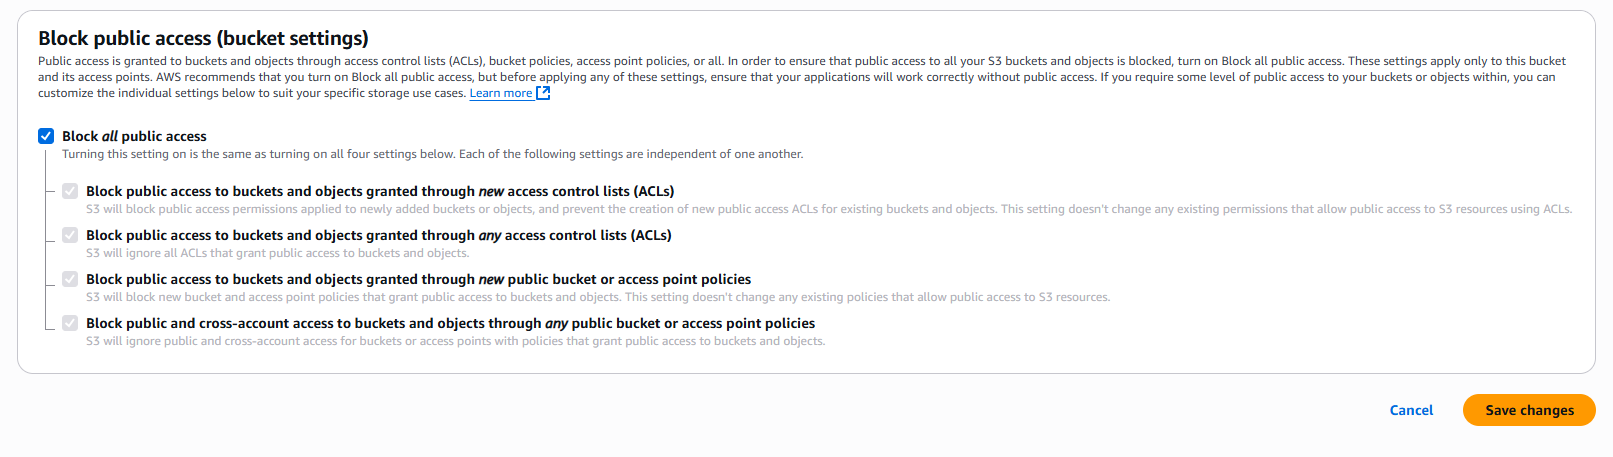 Block public access (bucket settings)
Public access is granted to buckets and objects through access control lists (ACLs), bucket policies, access point policies, or all. In order to ensure that public access to all your S3 buckets and objects is blocked, turn on Block all public access. These settings apply only to this bucket
and its access points. AWS recommends that you turn on Block all public access, but before applying any of these settings, ensure that your applications will work correctly without public access. If you require some level of public access to your buckets or objects within, you can
customize the individual settings below to suit your specific storage use cases. Learn more
Block all public access
Turning this setting on is the same as turning on all four settings below. Each of the following settings are independent of one another.
Block public access to buckets and objects granted through new access control lists (ACLs)
S3 will block public access permissions applied to newly added buckets or objects, and prevent the creation of new public access ACLs for existing buckets and objects. This setting doesn't change any existing permissions that allow public access to S3 resources using ACLs.
Block public access to buckets and objects granted through any access control lists (ACLs)
S3 will ignore all ACLs that grant public access to buckets and objects.
Block public access to buckets and objects granted through new public bucket or access point policies
S3 will block new bucket and access point policies that grant public access to buckets and objects. This setting doesn't change any existing policies that allow public access to S3 resources.
Block public and cross-account access to buckets and objects through any public bucket or access point policies
S3 will ignore public and cross-account access for buckets or access points with policies that grant public access to buckets and objects.
Cancel
Save changes